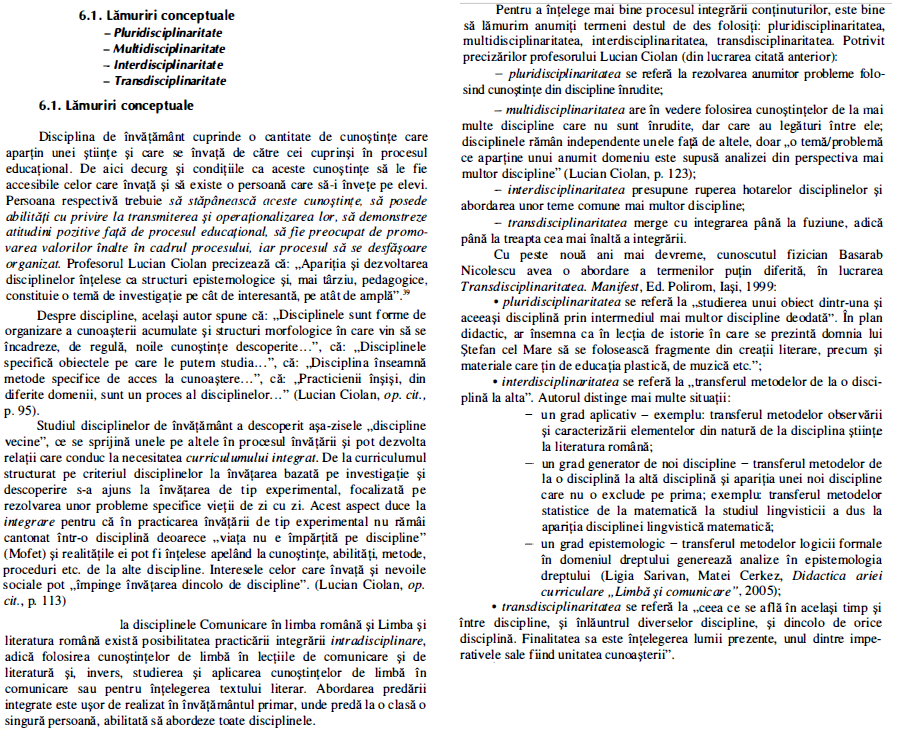 6.1. Lămuriri conceptuale
– Pluridisciplinaritate
– Multidisciplinaritate
– Interdisciplinaritate
– Transdisciplinaritate
6.1. Lămuriri conceptuale
Disciplina de învăţământ cuprinde o cantitate de cunoştinţe care
aparţin unei ştiinţe şi care se învaţă de către cei cuprinşi în procesul
educaţional. De aici decurg şi condiţiile ca aceste cunoştinţe să le fie
accesibile celor care învaţă şi să existe o persoană care să-i înveţe pe elevi.
Persoana respectivă trebuie să stăpânească aceste cunoştinţe, să posede
abilităţi cu privire la transmiterea şi operaţionalizarea lor, să demonstreze
atitudini pozitive faţă de procesul educaţional, să fie preocupat de promo-
varea valorilor înalte în cadrul procesului, iar procesul să se desfăşoare
organizat. Profesorul Lucian Ciolan precizează că: „Apariţia şi dezvoltarea
disciplinelor înţelese ca structuri epistemologice şi, mai târziu, pedagogice,
constituie o temă de investigaţie pe cât de interesantă, pe atât de amplă”.³⁹
Despre discipline, acelaşi autor spune că: „Disciplinele sunt forme de
organizare a cunoaşterii acumulate şi structuri morfologice în care vin să se
încadreze, de regulă, noile cunoştinţe descoperite…”, că: „Disciplinele
specifică obiectele pe care le putem studia…”, că: „Disciplina înseamnă
metode specifice de acces la cunoaştere…”, că: „Practicienii înşişi, din
diferite domenii, sunt un proces al disciplinelor…” (Lucian Ciolan, op. cit.,
p. 95).
Studiul disciplinelor de învăţământ a descoperit aşa-zisele „discipline
vecine”, ce se sprijină unele pe altele în procesul învăţării şi pot dezvolta
relaţii care conduc la necesitatea curriculumului integrat. De la curriculumul
structurat pe criteriul disciplinelor la învăţarea bazată pe investigaţie şi
descoperire s-a ajuns la învăţarea de tip experimental, focalizată pe
rezolvarea unor probleme specifice vieţii de zi cu zi. Acest aspect duce la
integrare pentru că în practicarea învăţării de tip experimental nu rămâi
cantonat într-o disciplină deoarece „viaţa nu e împărţită pe discipline”
(Mofet) şi realităţile ei pot fi înţelese apelând la cunoştinţe, abilităţi, metode,
proceduri etc. de la alte discipline. Interesele celor care învaţă şi nevoile
sociale pot „împinge învăţarea dincolo de discipline”. (Lucian Ciolan, op.
cit., p. 113)
la disciplinele Comunicare în limba română şi Limba şi
literatura română există posibilitatea practicării integrării intradisciplinare,
adică folosirea cunoştinţelor de limbă în lecţiile de comunicare şi de
literatură şi, invers, studierea şi aplicarea cunoştinţelor de limbă în
comunicare sau pentru înţelegerea textului literar. Abordarea predării
integrate este uşor de realizat în învăţământul primar, unde predă la o clasă o
singură persoană, abilitată să abordeze toate disciplinele.
Pentru a înţelege mai bine procesul integrării conţinuturilor, este bine
să lămurim anumiţi termeni destul de des folosiţi: pluridisciplinaritatea,
multidisciplinaritatea, interdisciplinaritatea, transdisciplinaritatea. Potrivit
precizărilor profesorului Lucian Ciolan (din lucrarea citată anterior):
– pluridisciplinaritatea se referă la rezolvarea anumitor probleme folo-
sind cunoştinţe din discipline înrudite;
– multidisciplinaritatea are în vedere folosirea cunoştinţelor de la mai
multe discipline care nu sunt înrudite, dar care au legături între ele;
disciplinele rămân independente unele faţă de altele, doar „o temă/problemă
ce aparţine unui anumit domeniu este supusă analizei din perspectiva mai
multor discipline” (Lucian Ciolan, p. 123);
– interdisciplinaritatea presupune ruperea hotarelor disciplinelor şi
abordarea unor teme comune mai multor discipline;
– transdisciplinaritatea merge cu integrarea până la fuziune, adică
până la treapta cea mai înaltă a integrării.
Cu peste nouă ani mai devreme, cunoscutul fizician Basarab
Nicolescu avea o abordare a termenilor puţin diferită, în lucrarea
Transdisciplinaritatea. Manifest, Ed. Polirom, Iaşi, 1999:
• pluridisciplinaritatea se referă la „studierea unui obiect dintr-una şi
aceeaşi disciplină prin intermediul mai multor discipline deodată”. În plan
didactic, ar însemna ca în lecţia de istorie în care se prezintă domnia lui
Ştefan cel Mare să se folosească fragmente din creaţii literare, precum şi
materiale care ţin de educaţia plastică, de muzică etc.”;
• interdisciplinaritatea se referă la „transferul metodelor de la o disci-
plină la alta”. Autorul distinge mai multe situaţii:
– un grad aplicativ – exemplu: transferul metodelor observării
şi caracterizării elementelor din natură de la disciplina ştiinţe
la literatura română;
– un grad generator de noi discipline – transferul metodelor de
la o disciplină la altă disciplină şi apariţia unei noi discipline
care nu o exclude pe prima; exemplu: transferul metodelor
statistice de la matematică la studiul lingvisticii a dus la
apariţia disciplinei lingvistică matematică;
– un grad epistemologic – transferul metodelor logicii formale
în domeniul dreptului generează analize în epistemologia
dreptului (Ligia Sarivan, Matei Cerkez, Didactica ariei
curriculare „Limbă şi comunicare”, 2005);
• transdisciplinaritatea se referă la „ceea ce se află în acelaşi timp şi
între discipline, şi înlăuntrul diverselor discipline, şi dincolo de orice
disciplină. Finalitatea sa este înţelegerea lumii prezente, unul dintre impe-
rativele sale fiind unitatea cunoaşterii”.